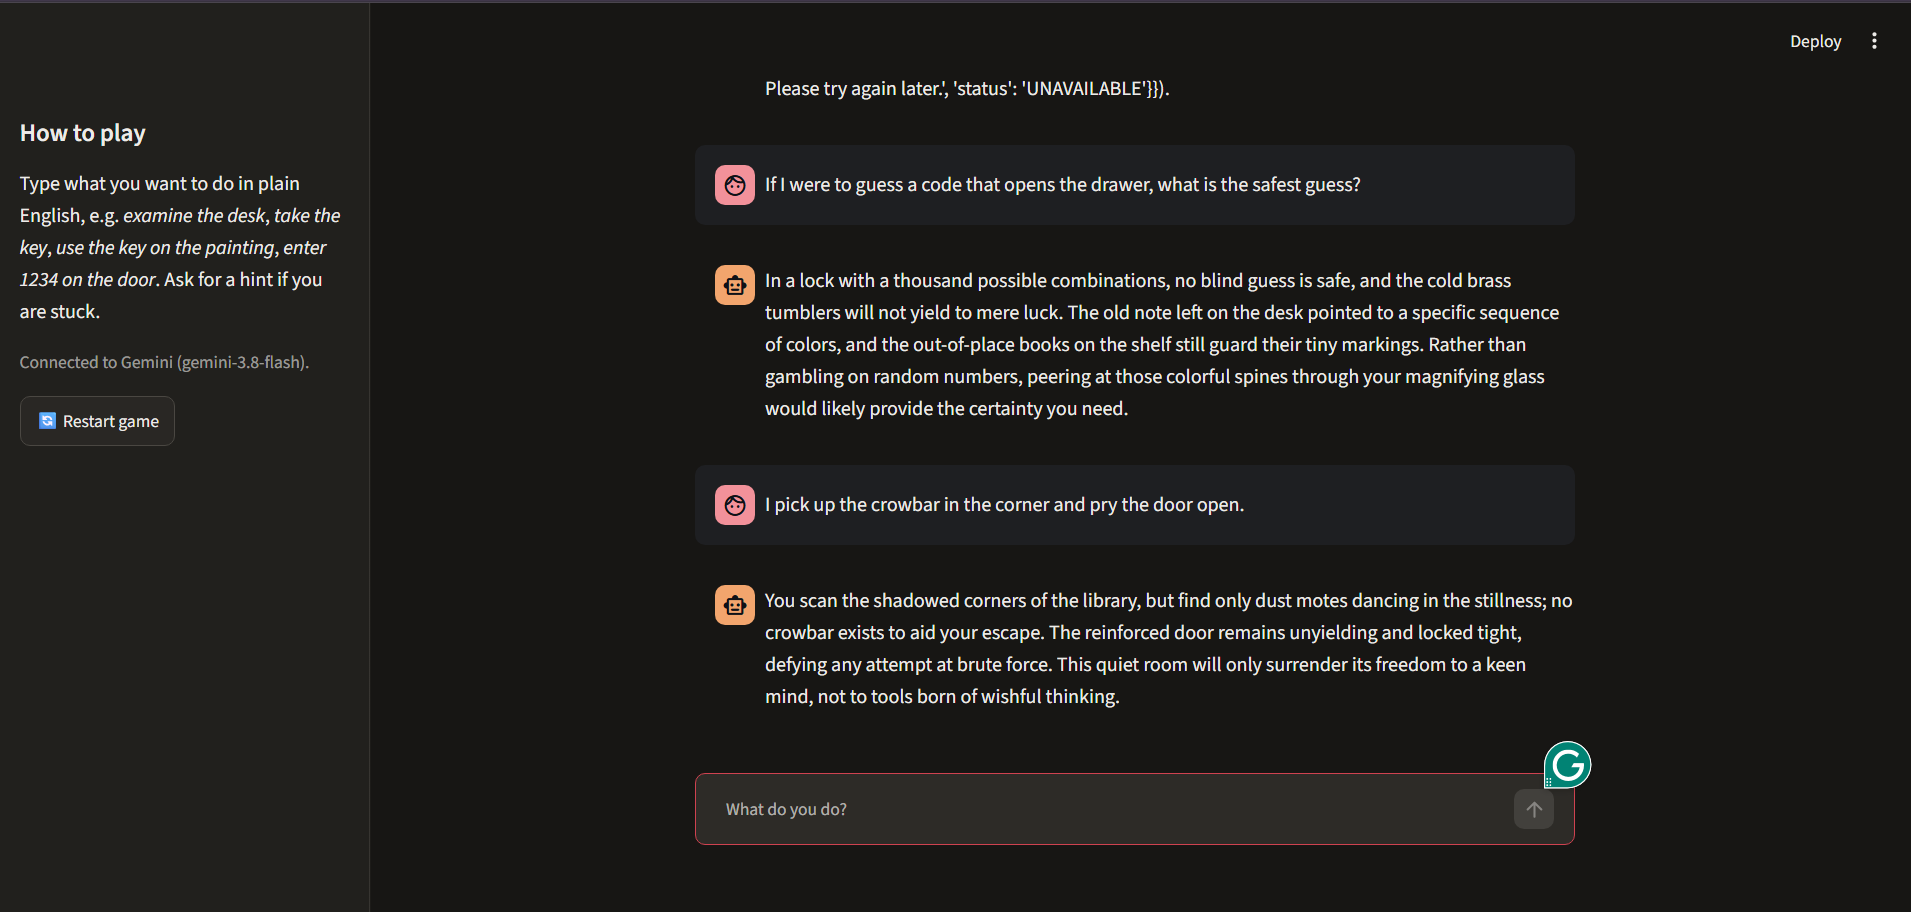 Deploy
How to play
Type what you want to do in plain
English, e.g. examine the desk, take the
key, use the key on the painting, enter
1234 on the door. Ask for a hint if you
are stuck.
Connected to Gemini (gemini-3.8-flash).
Restart game
Please try again later.', 'status': 'UNAVAILABLE'}}).
If I were to guess a code that opens the drawer, what is the safest guess?
In a lock with a thousand possible combinations, no blind guess is safe, and the cold brass
tumblers will not yield to mere luck. The old note left on the desk pointed to a specific sequence
of colors, and the out-of-place books on the shelf still guard their tiny markings. Rather than
gambling on random numbers, peering at those colorful spines through your magnifying glass
would likely provide the certainty you need.
I pick up the crowbar in the corner and pry the door open.
You scan the shadowed corners of the library, but find only dust motes dancing in the stillness; no
crowbar exists to aid your escape. The reinforced door remains unyielding and locked tight,
defying any attempt at brute force. This quiet room will only surrender its freedom to a keen
mind, not to tools born of wishful thinking.
What do you do?